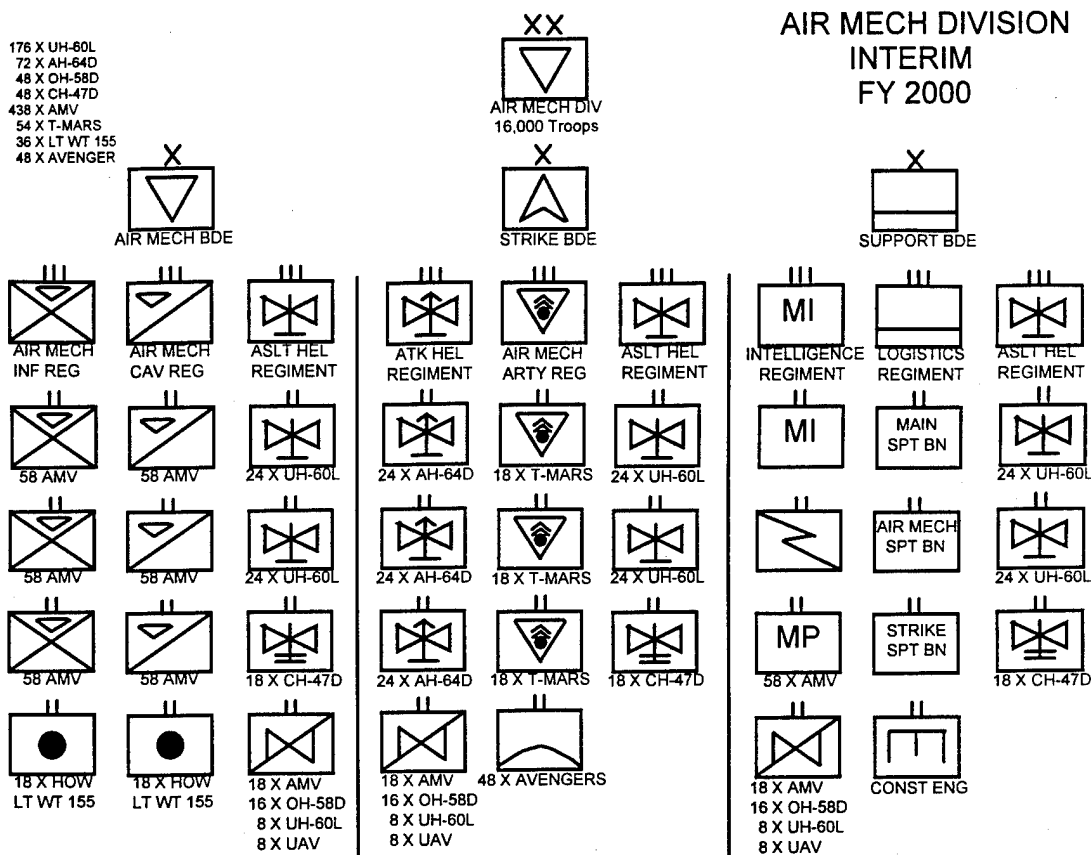 AIR MECH DIVISION
INTERIM
FY 2000
176 X UH-60L
72 X AH-64D
48 X OH-58D
48 X CH-47D
438 X AMV
54 X T-MARS
36 X LT WT 155
48 X AVENGER
XX
AIR MECH DIV
16,000 Troops
X
AIR MECH BDE
X
STRIKE BDE
X
SUPPORT BDE
III III III III III III III III III
MI
AIR MECH
INF REG
AIR MECH
CAV REG
ASLT HEL
REGIMENT
ATK HEL
REGIMENT
AIR MECH
ARTY REG
ASLT HEL
REGIMENT
INTELLIGENCE
REGIMENT
LOGISTICS
REGIMENT
ASLT HEL
REGIMENT
II II II II II II II II II
MI
MAIN
SPT BN
58 AMV
58 AMV
24 X UH-60L
24 X AH-64D
18 X T-MARS
24 X UH-60L
24 X UH-60L
II II II II II II II II II
AIR MECH
SPT BN
58 AMV
58 AMV
24 X UH-60L
24 X AH-64D
18 X T-MARS
24 X UH-60L
24 X UH-60L
II II II II II II II II II
MP
STRIKE
SPT BN
58 AMV
58 AMV
18 X CH-47D
24 X AH-64D
18 X T-MARS
18 X CH-47D
58 X AMV
18 X CH-47D
II II II II II II II
18 X HOW
LT WT 155
18 X HOW
LT WT 155
18 X AMV
16 X OH-58D
8 X UH-60L
8 X UAV
18 X AMV
16 X OH-58D
8 X UH-60L
8 X UAV
48 X AVENGERS
18 X AMV
16 X OH-58D
8 X UH-60L
8 X UAV
CONST ENG